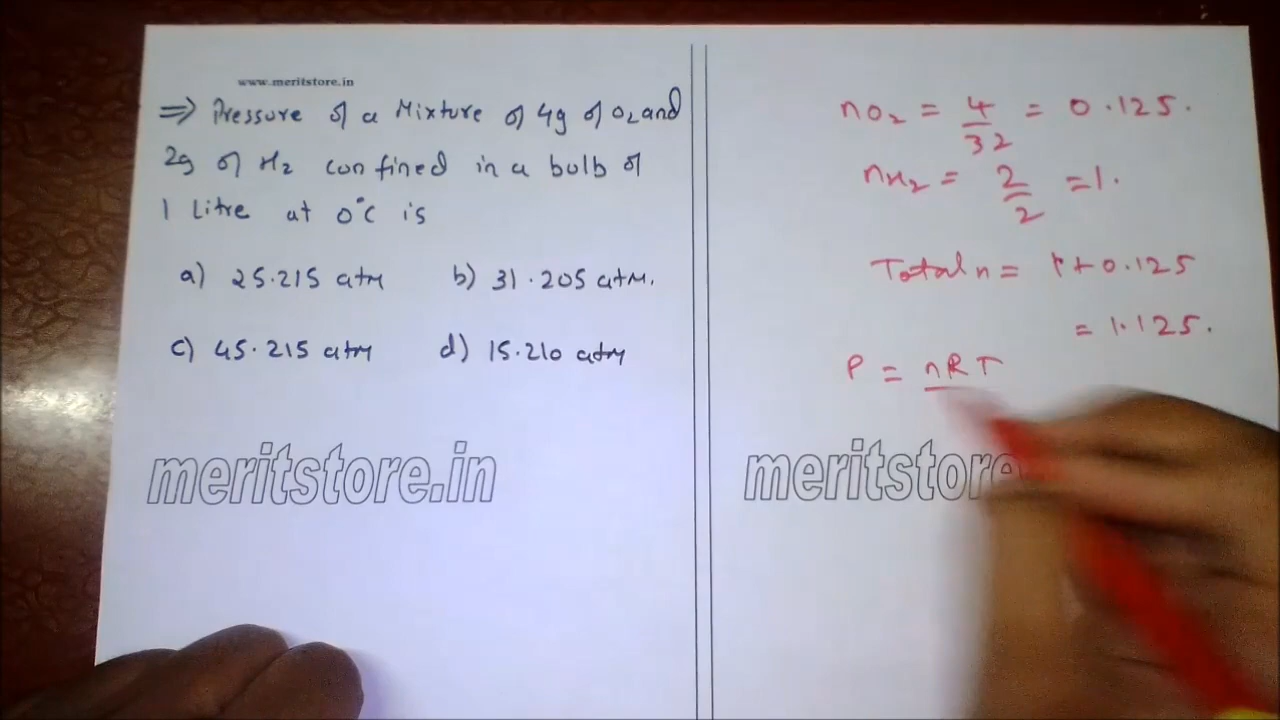 www.meritstore.in
⇒ Pressure of a Mixture of 4g of O₂ and
2g of H₂ confined in a bulb of
1 Litre at 0°C is
a) 25.215 atm b) 31.205 atm.
c) 45.215 atm d) 15.210 atm
meritstore.in
nO₂ = 4/32 = 0.125.
nH₂ = 2/2 = 1.
Total n = 1+0.125
= 1.125.
P = nRT
meritstore